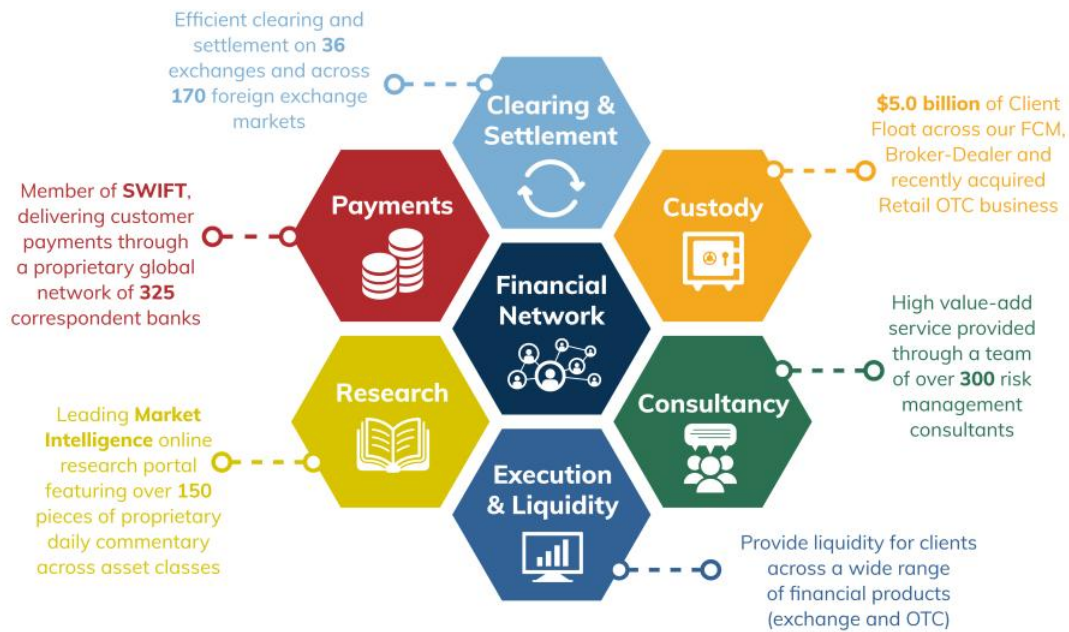 Efficient clearing and
settlement on 36
exchanges and across
170 foreign exchange
markets
Clearing &
Settlement
$5.0 billion of Client
Float across our FCM,
Broker-Dealer and
recently acquired
Retail OTC business
Custody
Member of SWIFT,
delivering customer
payments through
a proprietary global
network of 325
correspondent banks
Payments
Financial
Network
High value-add
service provided
through a team
of over 300 risk
management
consultants
Consultancy
Research
Leading Market
Intelligence online
research portal
featuring over 150
pieces of proprietary
daily commentary
across asset classes
Execution
& Liquidity
Provide liquidity for clients
across a wide range
of financial products
(exchange and OTC)